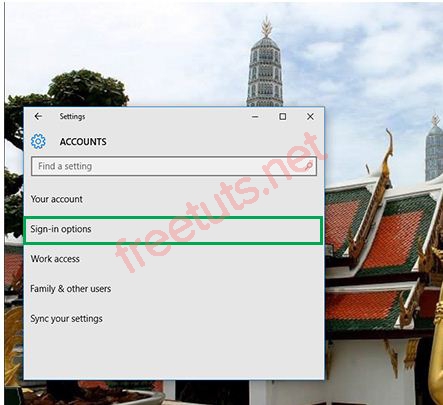 Settings
ACCOUNTS
Find a setting
Your account
Sign-in options
Work access
Family & other users
Sync your settings
freetuts.net